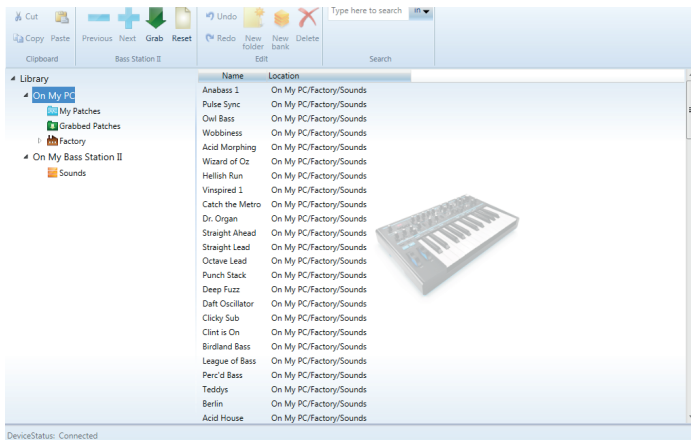 Cut
Copy Paste
Clipboard
Previous Next Grab Reset
Bass Station II
Undo
Redo New folder New bank Delete
Edit
Type here to search in
Search
Library
On My PC
My Patches
Grabbed Patches
Factory
On My Bass Station II
Sounds
Name Location
Anabass 1 On My PC/Factory/Sounds
Pulse Sync On My PC/Factory/Sounds
Owl Bass On My PC/Factory/Sounds
Wobbiness On My PC/Factory/Sounds
Acid Morphing On My PC/Factory/Sounds
Wizard of Oz On My PC/Factory/Sounds
Hellish Run On My PC/Factory/Sounds
Vinspired 1 On My PC/Factory/Sounds
Catch the Metro On My PC/Factory/Sounds
Dr. Organ On My PC/Factory/Sounds
Straight Ahead On My PC/Factory/Sounds
Straight Lead On My PC/Factory/Sounds
Octave Lead On My PC/Factory/Sounds
Punch Stack On My PC/Factory/Sounds
Deep Fuzz On My PC/Factory/Sounds
Daft Oscillator On My PC/Factory/Sounds
Clicky Sub On My PC/Factory/Sounds
Clint is On On My PC/Factory/Sounds
Birdland Bass On My PC/Factory/Sounds
League of Bass On My PC/Factory/Sounds
Perc'd Bass On My PC/Factory/Sounds
Teddys On My PC/Factory/Sounds
Berlin On My PC/Factory/Sounds
Acid House On My PC/Factory/Sounds
DeviceStatus: Connected